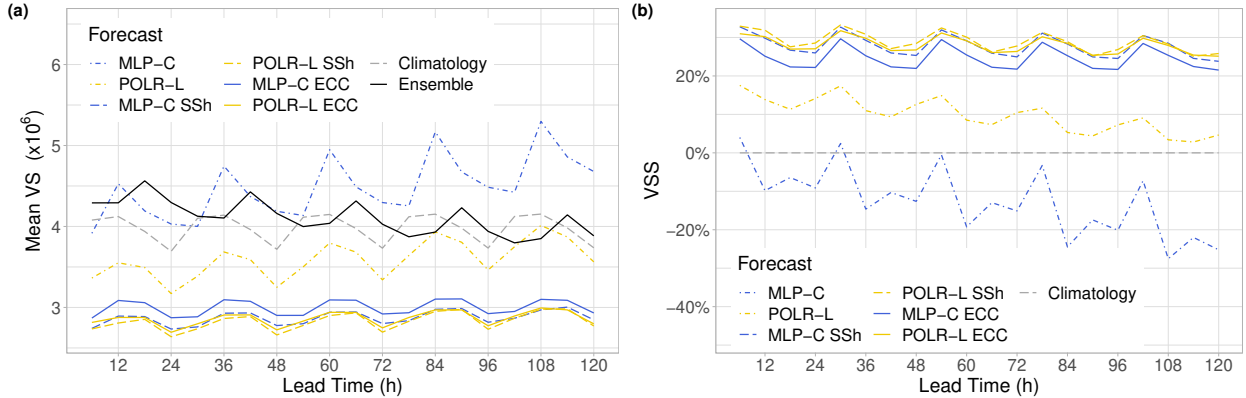 (a)
Forecast
MLP−C
POLR−L
MLP−C SSh
POLR−L SSh
MLP−C ECC
POLR−L ECC
Climatology
Ensemble
6
5
4
3
Mean VS (x10⁶)
12 24 36 48 60 72 84 96 108 120
Lead Time (h)
(b)
20%
0%
−20%
−40%
VSS
Forecast
MLP−C
POLR−L
MLP−C SSh
POLR−L SSh
MLP−C ECC
POLR−L ECC
Climatology
12 24 36 48 60 72 84 96 108 120
Lead Time (h)